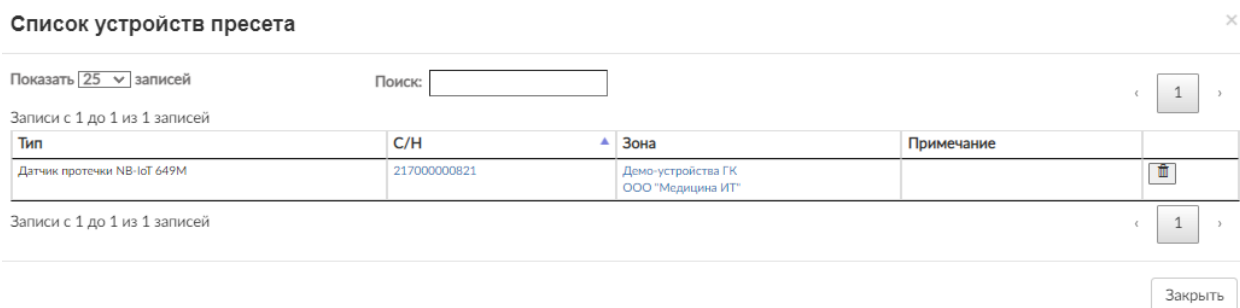 Список устройств пресета
×
Показать 25 записей
Поиск:
‹ 1 ›
Записи с 1 до 1 из 1 записей
Тип С/Н Зона Примечание
Датчик протечки NB-IoT 649М 217000000821 Демо-устройства ГК
ООО "Медицина ИТ"
Записи с 1 до 1 из 1 записей
‹ 1 ›
Закрыть